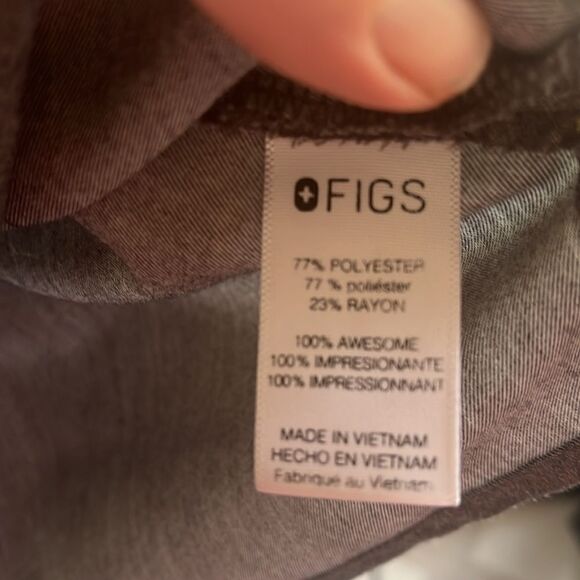 FIGS
77% POLYESTER
77 % poliéster
23% RAYON
100% AWESOME
100% IMPRESIONANTE
100% IMPRESSIONNANT
MADE IN VIETNAM
HECHO EN VIETNAM
Fabriqué au Vietnam